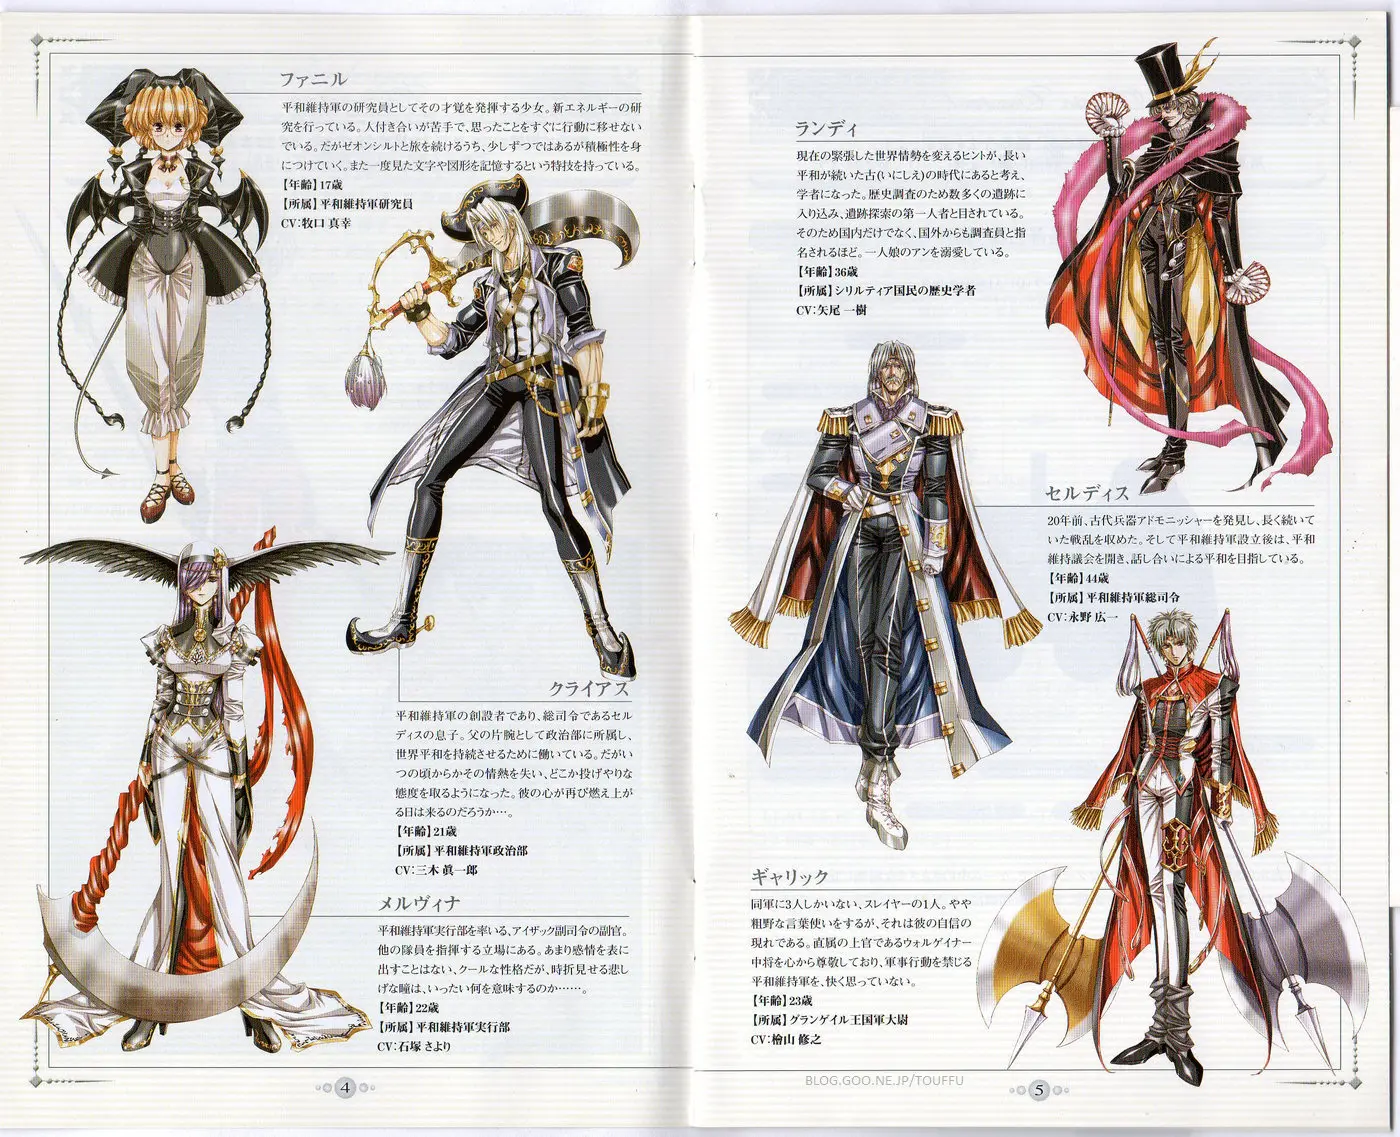 ファニル
平和維持軍の研究員としてその才覚を発揮する少女。新エネルギーの研
究を行っている。人付き合いが苦手で、思ったことをすぐに行動に移せない
でいる。だがゼオンシルトと旅を続けるうち、少しずつではあるが積極性を身
につけていく。また一度見た文字や図形を記憶するという特技を持っている。
【年齢】17歳
【所属】平和維持軍研究員
CV:牧口 真幸
クライアス
平和維持軍の創設者であり、総司令であるセル
ディスの息子。父の片腕として政治部に所属し、
世界平和を持続させるために働いている。だがい
つの頃からかその情熱を失い、どこか投げやりな
態度を取るようになった。彼の心が再び燃え上が
る日は来るのだろうか…。
【年齢】21歳
【所属】平和維持軍政治部
CV:三木 眞一郎
メルヴィナ
平和維持軍実行部を率いる、アイザック副司令の副官。
他の隊員を指揮する立場にある。あまり感情を表に
出すことはない、クールな性格だが、時折見せる悲し
げな瞳は、いったい何を意味するのか……。
【年齢】22歳
【所属】平和維持軍実行部
CV:石塚 さより
4
ランディ
現在の緊張した世界情勢を変えるヒントが、長い
平和が続いた古(いにしえ)の時代にあると考え、
学者になった。歴史調査のため数多くの遺跡に
入り込み、遺跡探索の第一人者と目されている。
そのため国内だけでなく、国外からも調査員と指
名されるほど。一人娘のアンを溺愛している。
【年齢】36歳
【所属】シリルティア国民の歴史学者
CV:矢尾 一樹
セルディス
20年前、古代兵器アドモニッシャーを発見し、長く続いて
いた戦乱を収めた。そして平和維持軍設立後は、平和
維持議会を開き、話し合いによる平和を目指している。
【年齢】44歳
【所属】平和維持軍総司令
CV:永野 広一
ギャリック
同軍に3人しかいない、スレイヤーの1人。やや
粗野な言葉使いをするが、それは彼の自信の
現れである。直属の上官であるウォルゲイナー
中将を心から尊敬しており、軍事行動を禁じる
平和維持軍を、快く思っていない。
【年齢】23歳
【所属】グランゲイル王国軍大尉
CV:檜山 修之
BLOG.GOO.NE.JP/TOUFFU
5